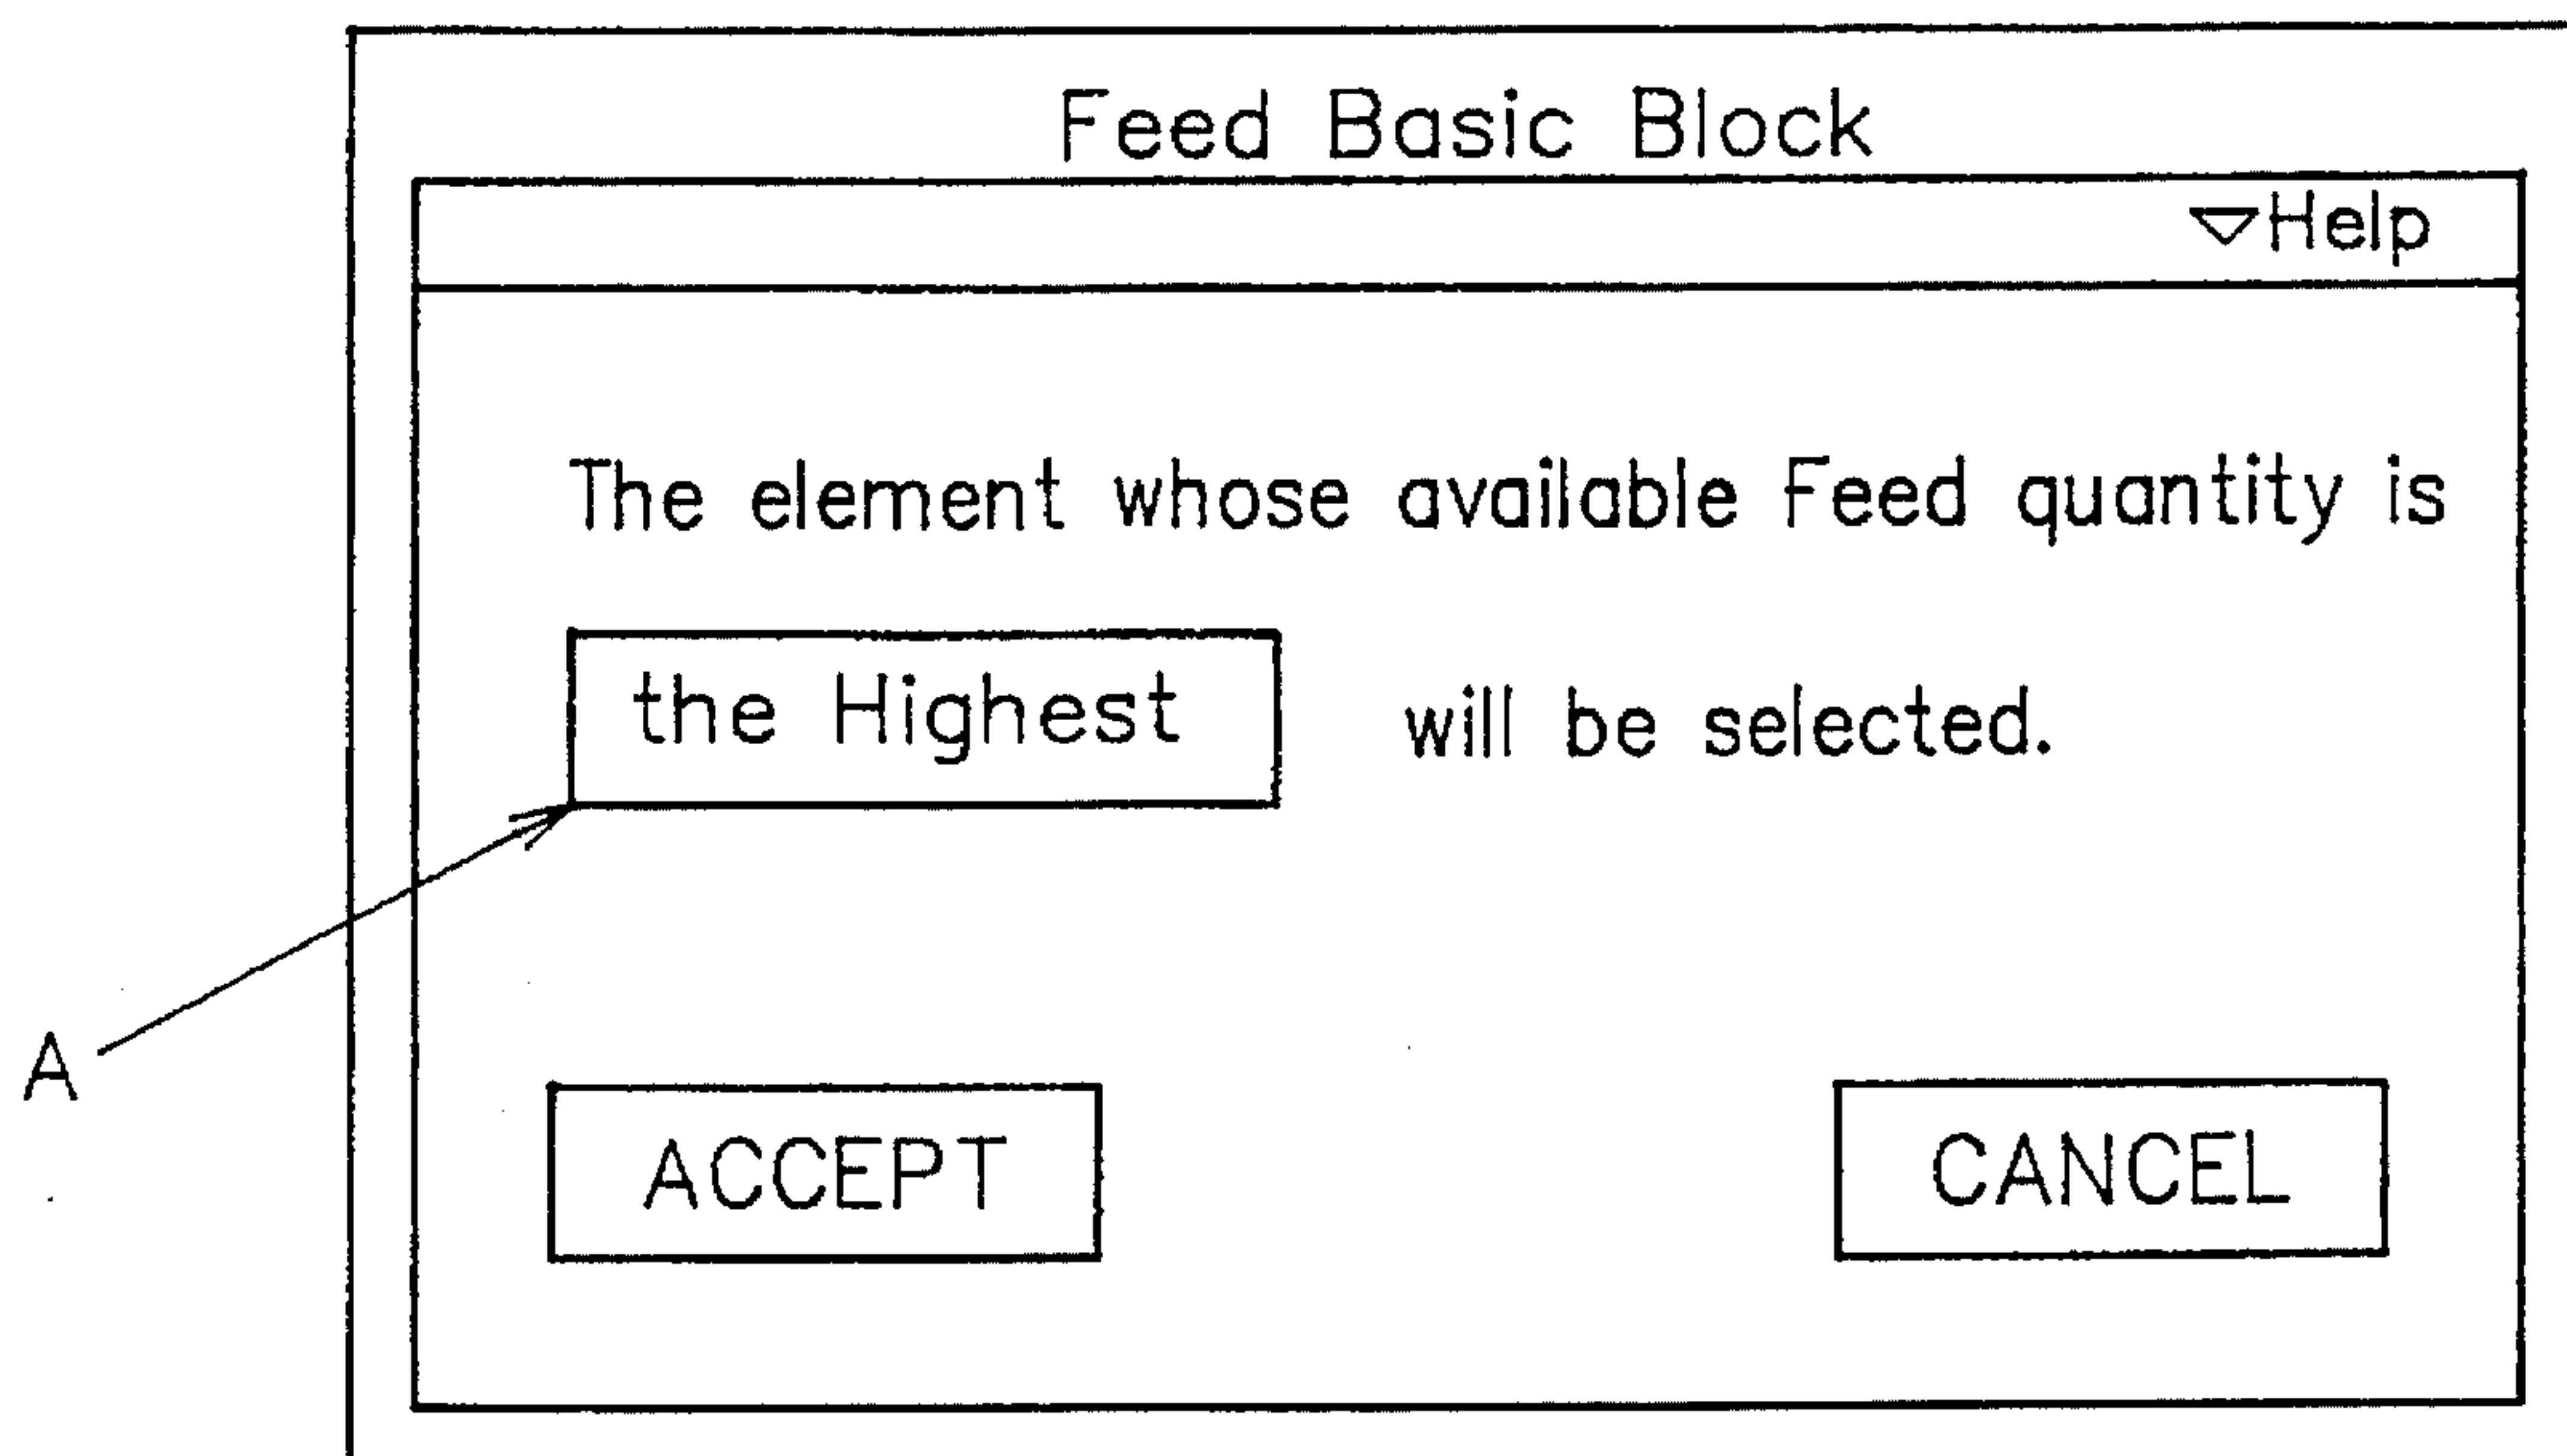 Feed Basic Block
▽Help
The element whose available Feed quantity is
the Highest will be selected.
A
ACCEPT CANCEL